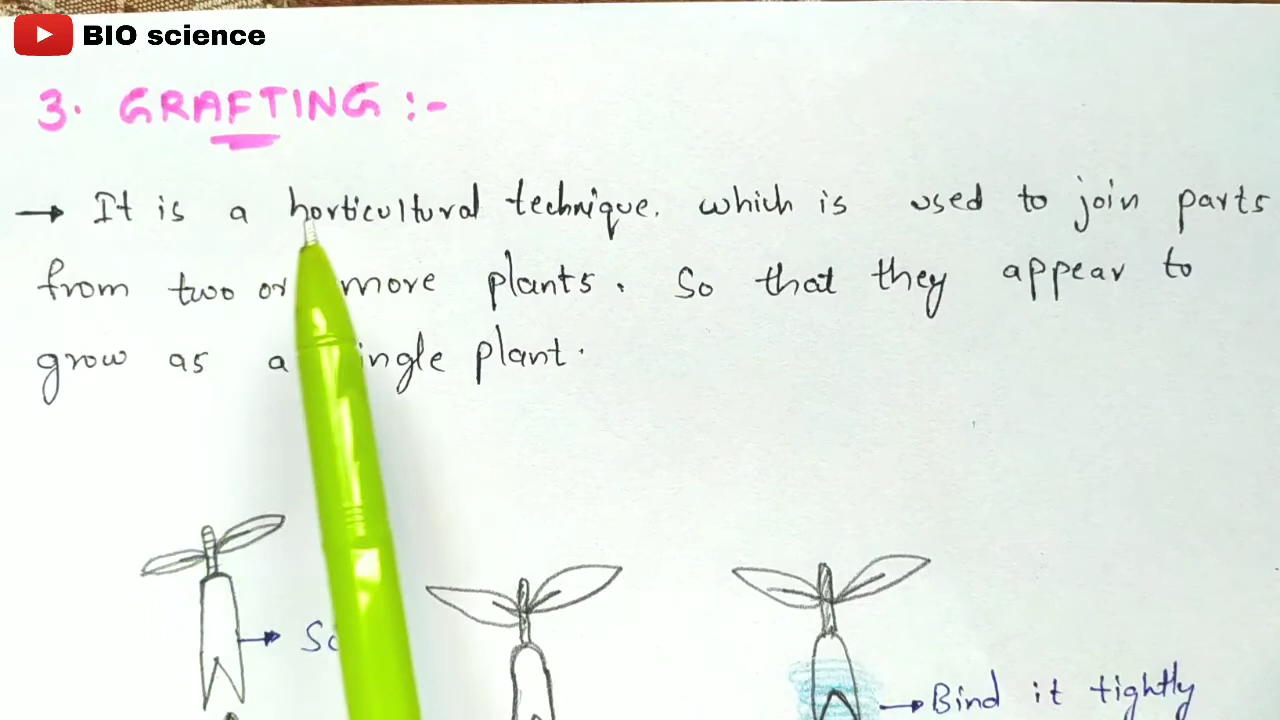 BIO science
3. GRAFTING :-
→ It is a horticultural technique. which is used to join parts
from two or more plants. So that they appear to
grow as a ingle plant.
→ Bind it tightly